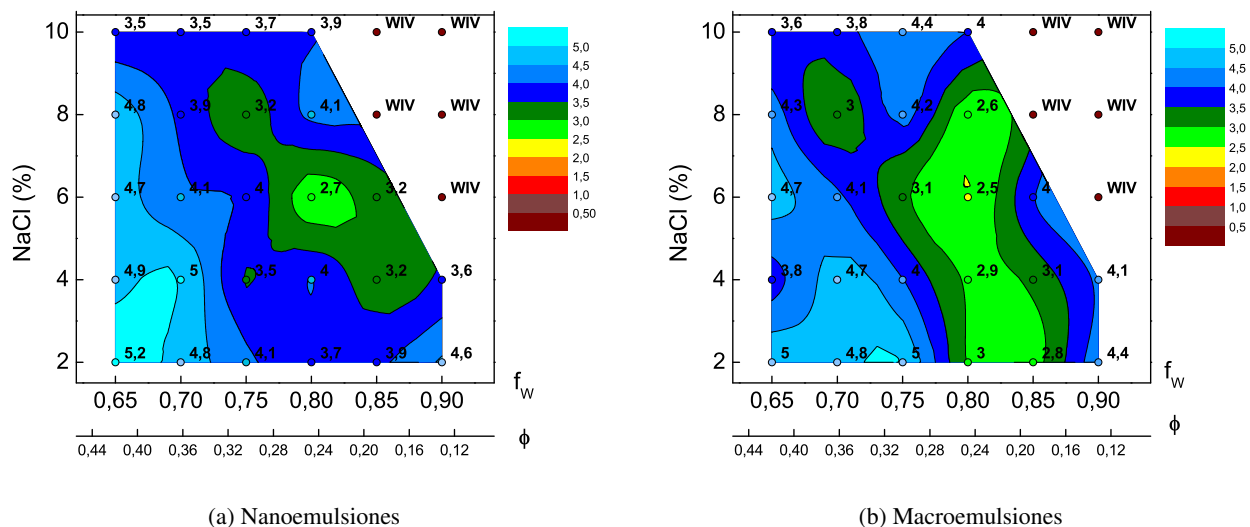 3,5 3,5 3,7 3,9 WIV WIV
10
4,8 3,9 3,2 4,1 WIV WIV
8
4,7 4,1 4 2,7 3,2 WIV
6
4,9 5 3,5 4 3,2 3,6
4
5,2 4,8 4,1 3,7 3,9 4,6
2
NaCl (%)
0,65 0,70 0,75 0,80 0,85 0,90
f_W
ϕ
0,44 0,40 0,36 0,32 0,28 0,24 0,20 0,16 0,12
5,0
4,5
4,0
3,5
3,0
2,5
2,0
1,5
1,0
0,50
(a) Nanoemulsiones
3,6 3,8 4,4 4 WIV WIV
10
4,3 3 4,2 2,6 WIV WIV
8
4,7 4,1 3,1 2,5 4 WIV
6
3,8 4,7 4 2,9 3,1 4,1
4
5 4,8 5 3 2,8 4,4
2
NaCl (%)
0,65 0,70 0,75 0,80 0,85 0,90
f_W
ϕ
0,44 0,40 0,36 0,32 0,28 0,24 0,20 0,16 0,12
5,0
4,5
4,0
3,5
3,0
2,5
2,0
1,5
1,0
0,5
(b) Macroemulsiones